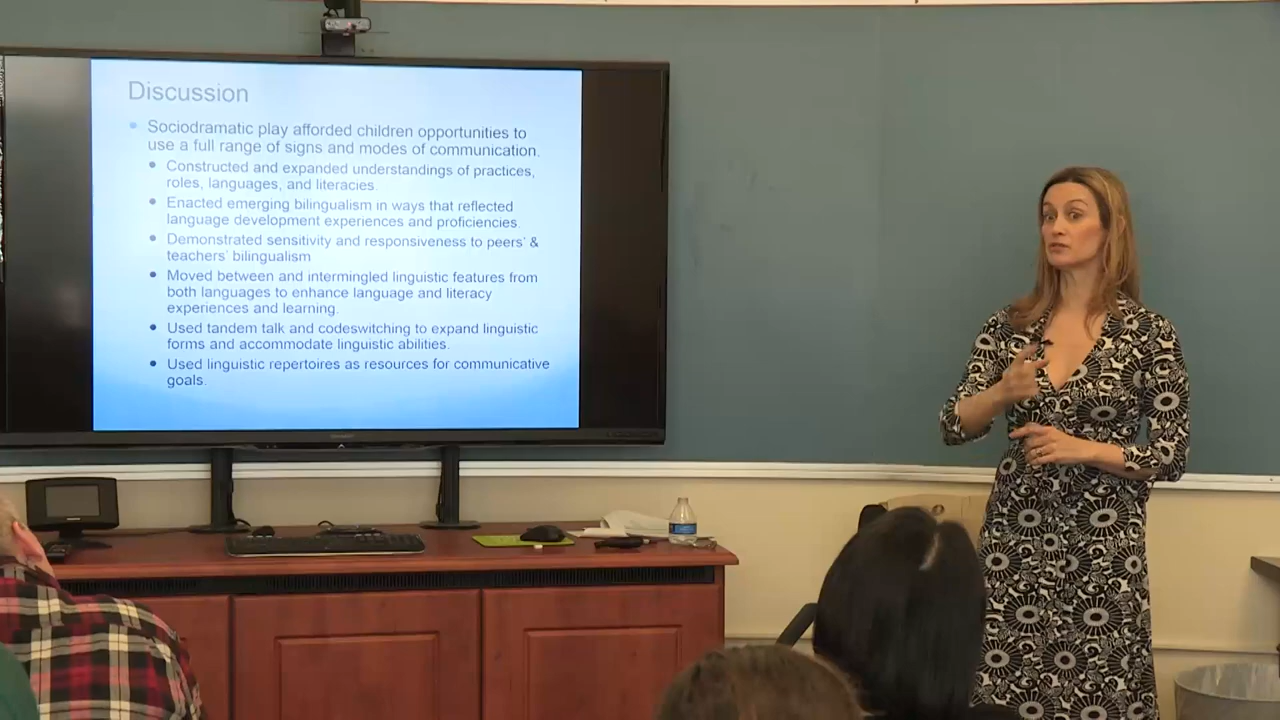 Discussion
Sociodramatic play afforded children opportunities to
use a full range of signs and modes of communication.
Constructed and expanded understandings of practices,
roles, languages, and literacies.
Enacted emerging bilingualism in ways that reflected
language development experiences and proficiencies.
Demonstrated sensitivity and responsiveness to peers' &
teachers' bilingualism
Moved between and intermingled linguistic features from
both languages to enhance language and literacy
experiences and learning.
Used tandem talk and codeswitching to expand linguistic
forms and accommodate linguistic abilities.
Used linguistic repertoires as resources for communicative
goals.